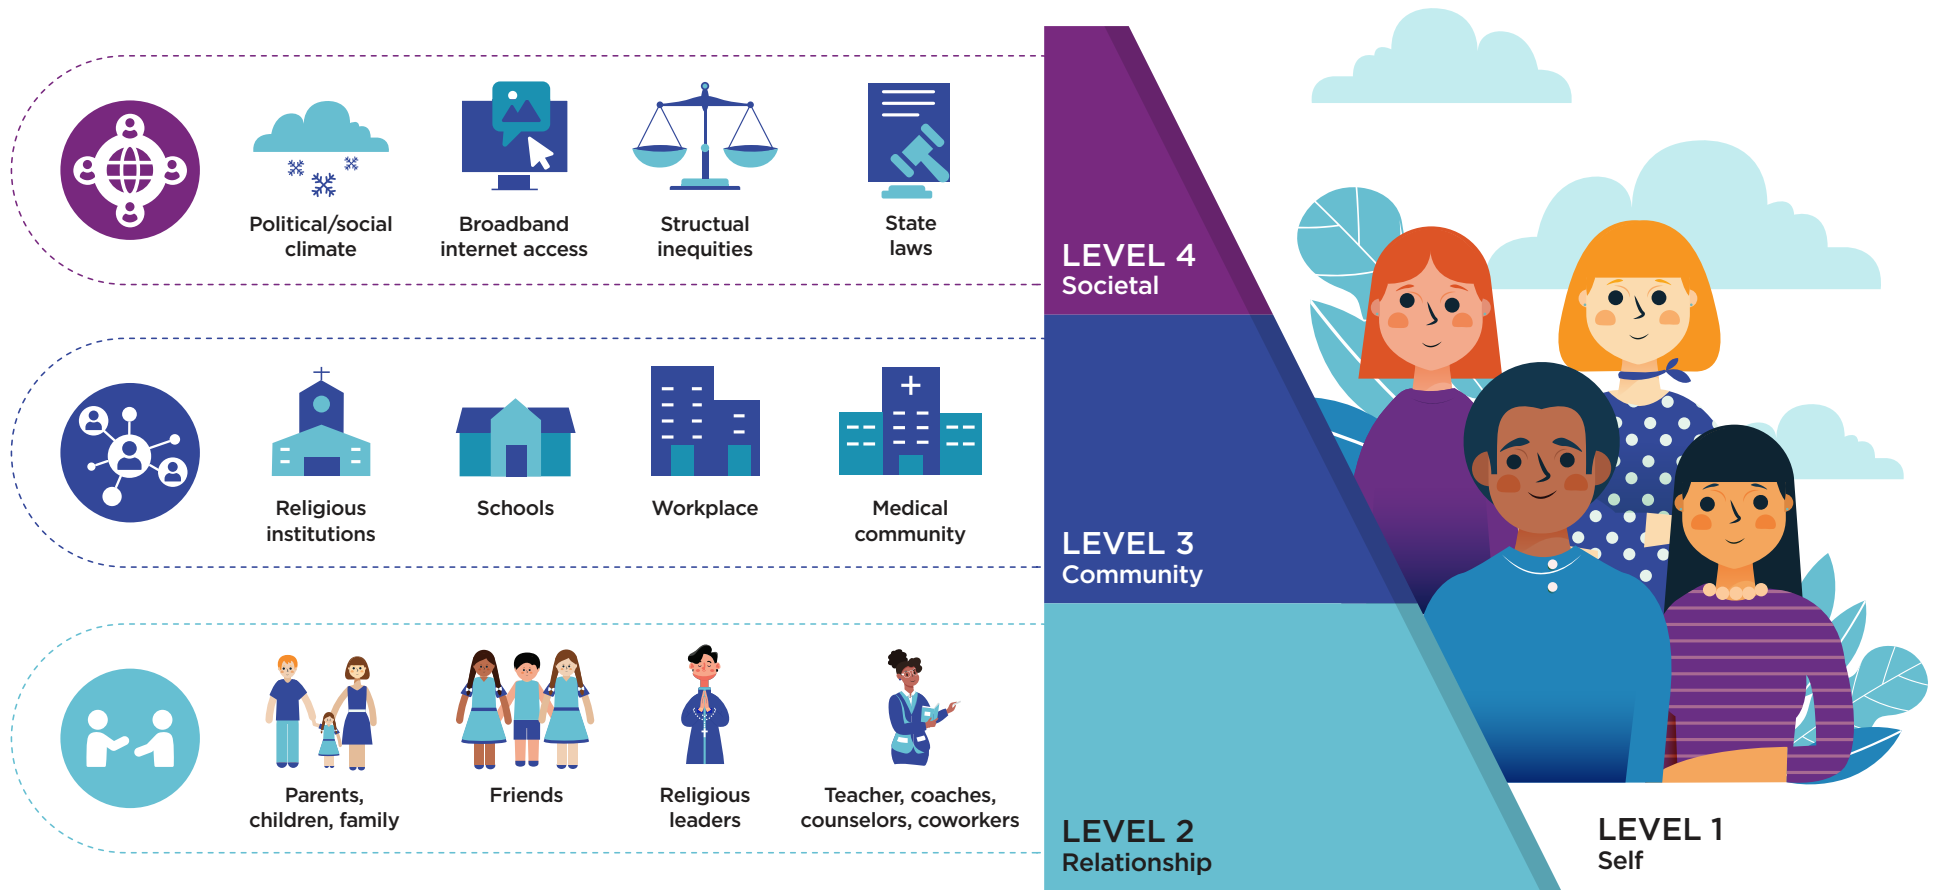 Political/social
climate
Broadband
internet access
Structual
inequities
State
laws
LEVEL 4
Societal
Religious
institutions
Schools
Workplace
Medical
community
LEVEL 3
Community
Parents,
children, family
Friends
Religious
leaders
Teacher, coaches,
counselors, coworkers
LEVEL 2
Relationship
LEVEL 1
Self